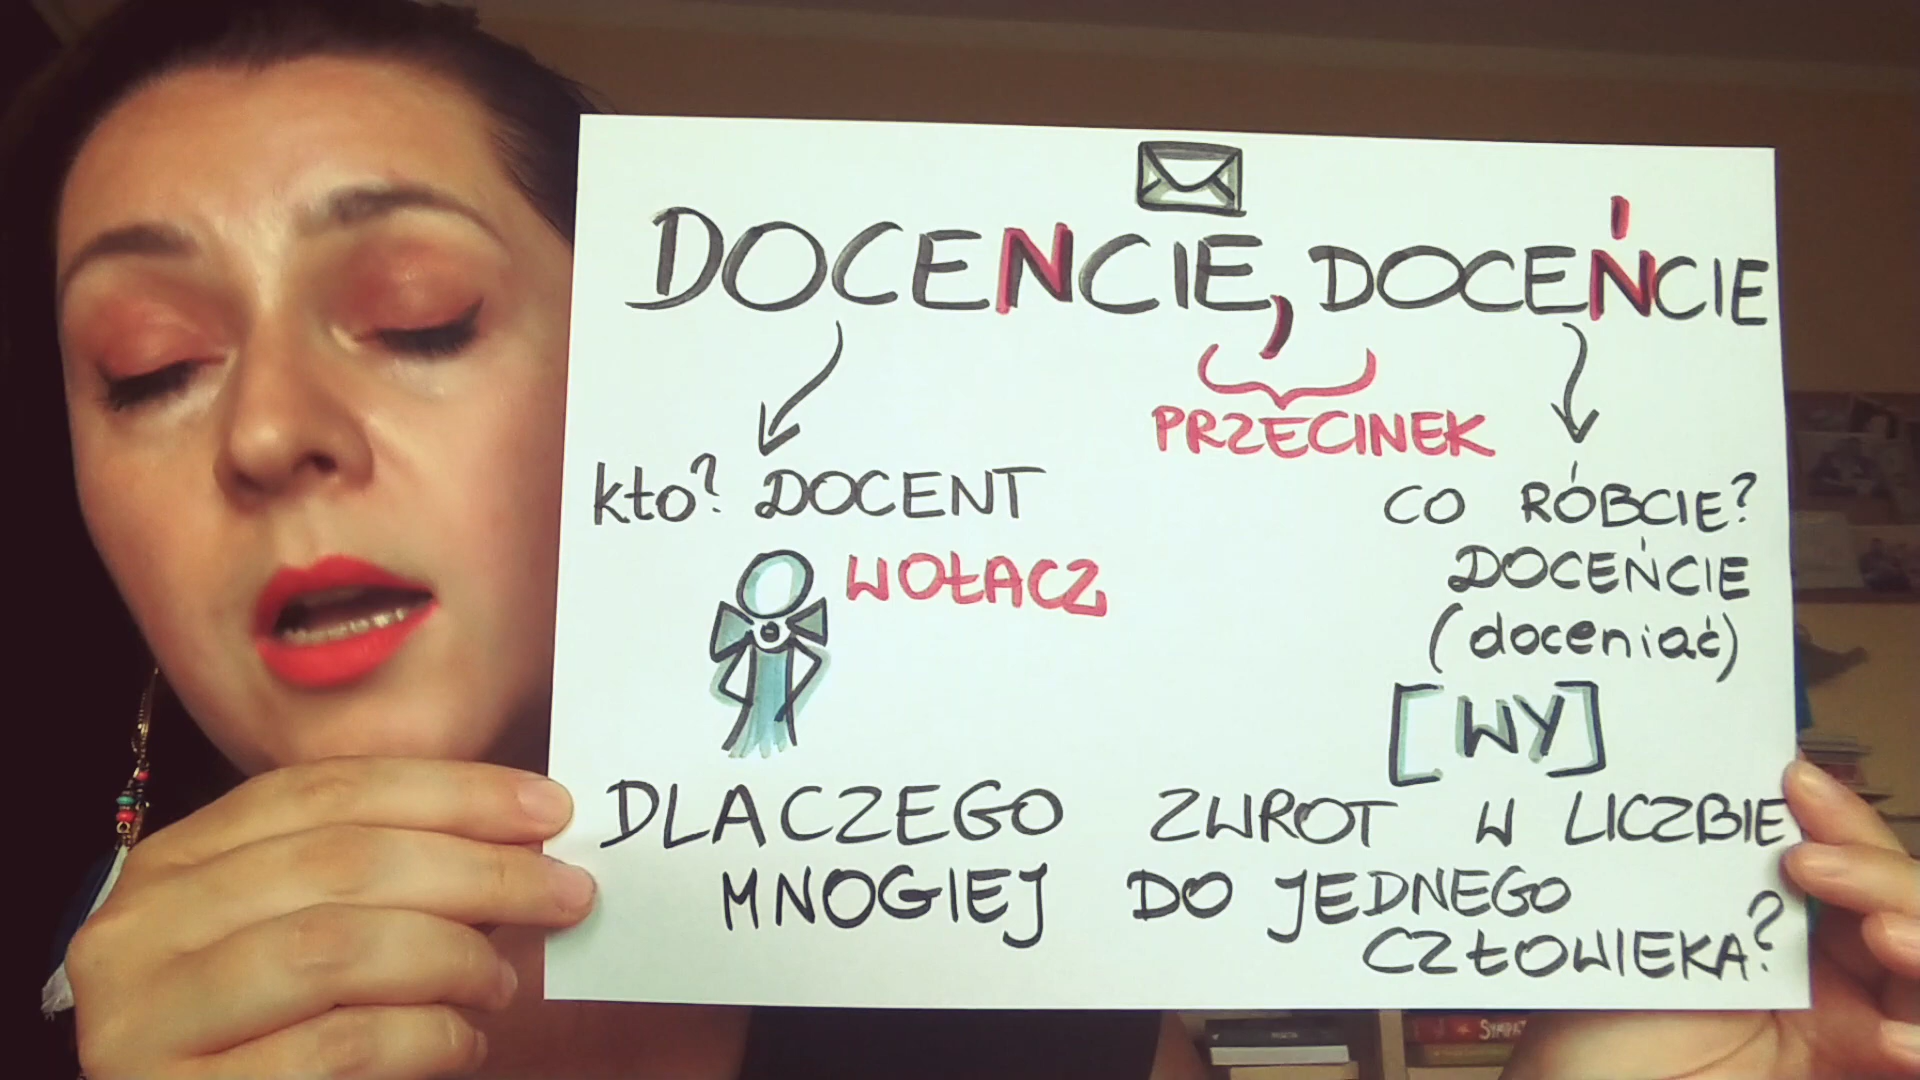 DOCENCIE, DOCEŃCIE
PRZECINEK
kto? DOCENT
WOŁACZ
CO RÓBCIE?
DOCEŃCIE
(doceniać)
[WY]
DLACZEGO ZWROT W LICZBIE
MNOGIEJ DO JEDNEGO
CZŁOWIEKA?